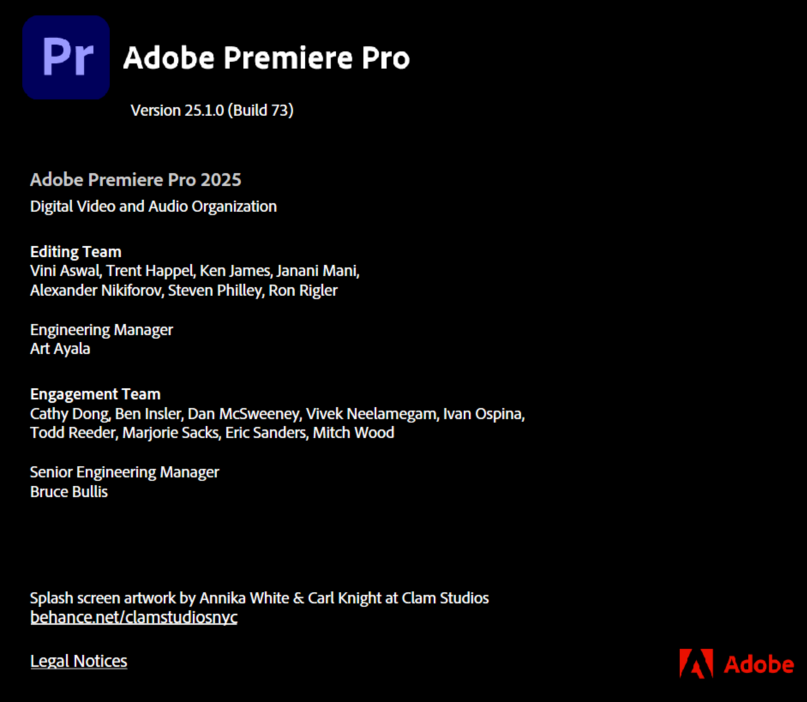 Pr
Adobe Premiere Pro
Version 25.1.0 (Build 73)
Adobe Premiere Pro 2025
Digital Video and Audio Organization
Editing Team
Vini Aswal, Trent Happel, Ken James, Janani Mani,
Alexander Nikiforov, Steven Philley, Ron Rigler
Engineering Manager
Art Ayala
Engagement Team
Cathy Dong, Ben Insler, Dan McSweeney, Vivek Neelamegam, Ivan Ospina,
Todd Reeder, Marjorie Sacks, Eric Sanders, Mitch Wood
Senior Engineering Manager
Bruce Bullis
Splash screen artwork by Annika White & Carl Knight at Clam Studios
behance.net/clamstudiosnyc
Legal Notices
Adobe